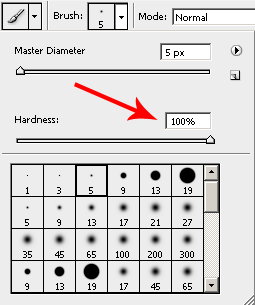 Brush: 5 Mode: Normal
Master Diameter 5 px
Hardness: 100%
1 3 5 9 13 19
5 9 13 17 21 27
35 45 65 100 200 300
9 13 19 17 45 65